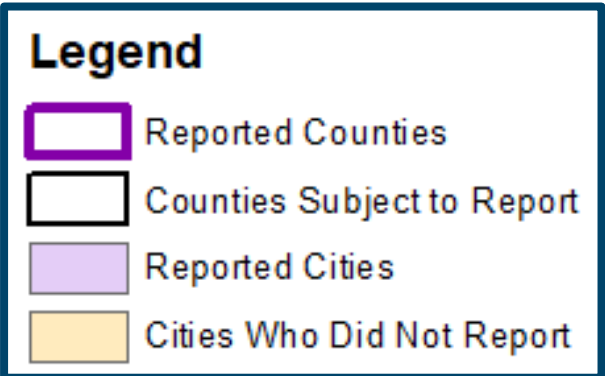 Legend
Reported Counties
Counties Subject to Report
Reported Cities
Cities Who Did Not Report